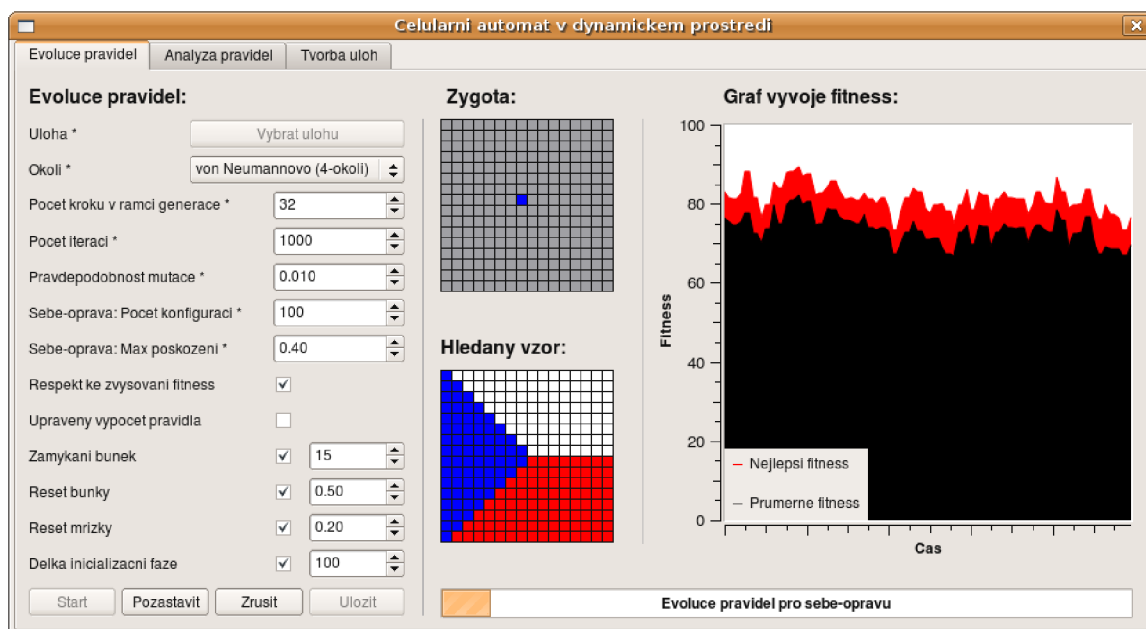 Celularni automat v dynamickem prostredi
Evoluce pravidel
Analyza pravidel
Tvorba uloh
Evoluce pravidel:
Uloha *
Vybrat ulohu
Okoli *
von Neumannovo (4-okoli)
Pocet kroku v ramci generace *
32
Pocet iteraci *
1000
Pravdepodobnost mutace *
0.010
Sebe-oprava: Pocet konfiguraci *
100
Sebe-oprava: Max poskozeni *
0.40
Respekt ke zvysovani fitness
Upraveny vypocet pravidla
Zamykani bunek
15
Reset bunky
0.50
Reset mrizky
0.20
Delka inicializacni faze
100
Start
Pozastavit
Zrusit
Ulozit
Zygota:
Hledany vzor:
Graf vyvoje fitness:
100
80
60
40
20
0
Fitness
Nejlepsi fitness
Prumerne fitness
Cas
Evoluce pravidel pro sebe-opravu